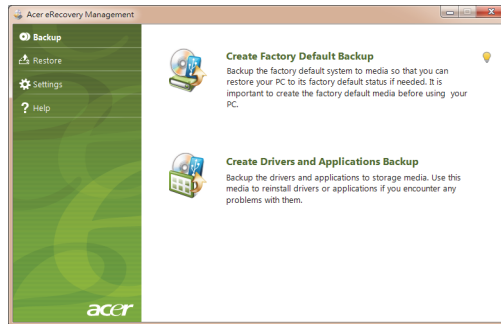 Acer eRecovery Management
Backup
Restore
Settings
Help
Create Factory Default Backup
Backup the factory default system to media so that you can
restore your PC to its factory default status if needed. It is
important to create the factory default media before using your
PC.
Create Drivers and Applications Backup
Backup the drivers and applications to storage media. Use this
media to reinstall drivers or applications if you encounter any
problems with them.
acer